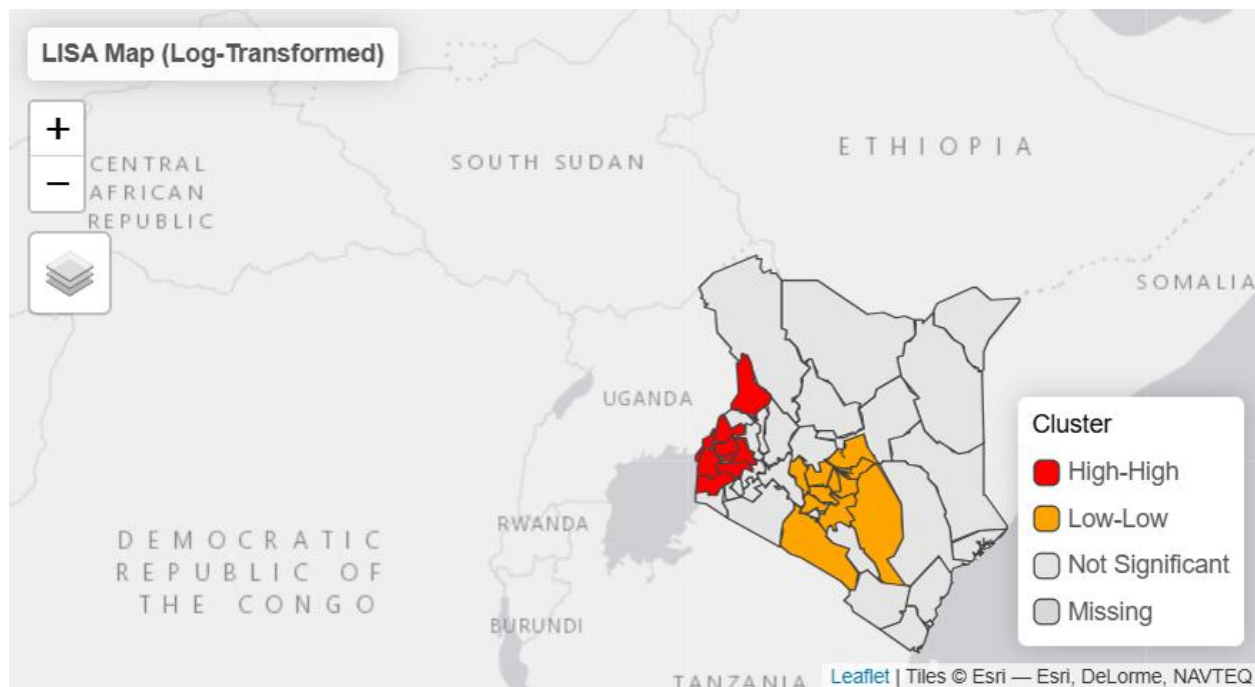 LISA Map (Log-Transformed)
+
−
CENTRAL
AFRICAN
REPUBLIC
SOUTH SUDAN
ETHIOPIA
SOMALIA
UGANDA
RWANDA
DEMOCRATIC
REPUBLIC OF
THE CONGO
BURUNDI
TANZANIA
Cluster
High-High
Low-Low
Not Significant
Missing
Leaflet | Tiles © Esri — Esri, DeLorme, NAVTEQ